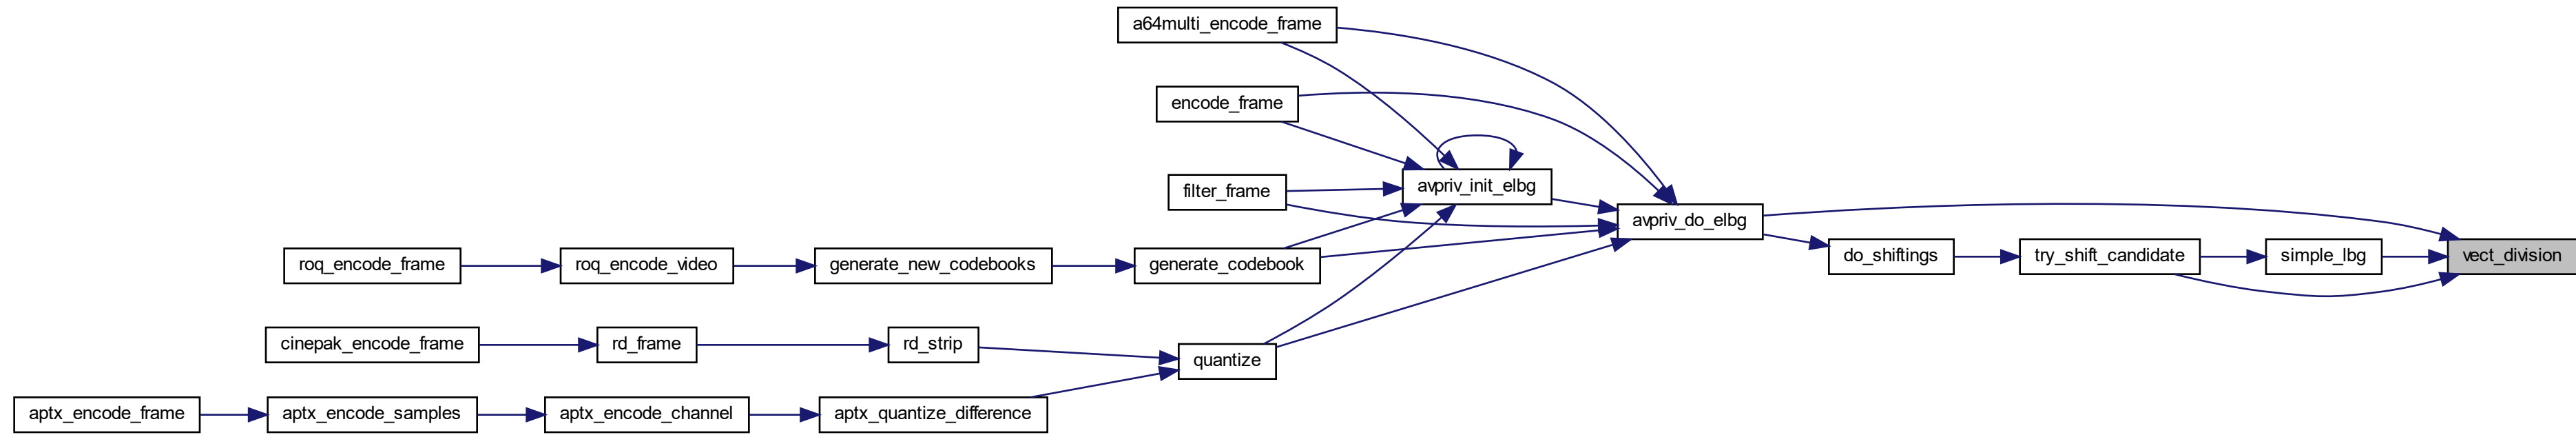 a64multi_encode_frame
encode_frame
filter_frame
avpriv_init_elbg
avpriv_do_elbg
roq_encode_frame
roq_encode_video
generate_new_codebooks
generate_codebook
do_shiftings
try_shift_candidate
simple_lbg
vect_division
cinepak_encode_frame
rd_frame
rd_strip
quantize
aptx_encode_frame
aptx_encode_samples
aptx_encode_channel
aptx_quantize_difference